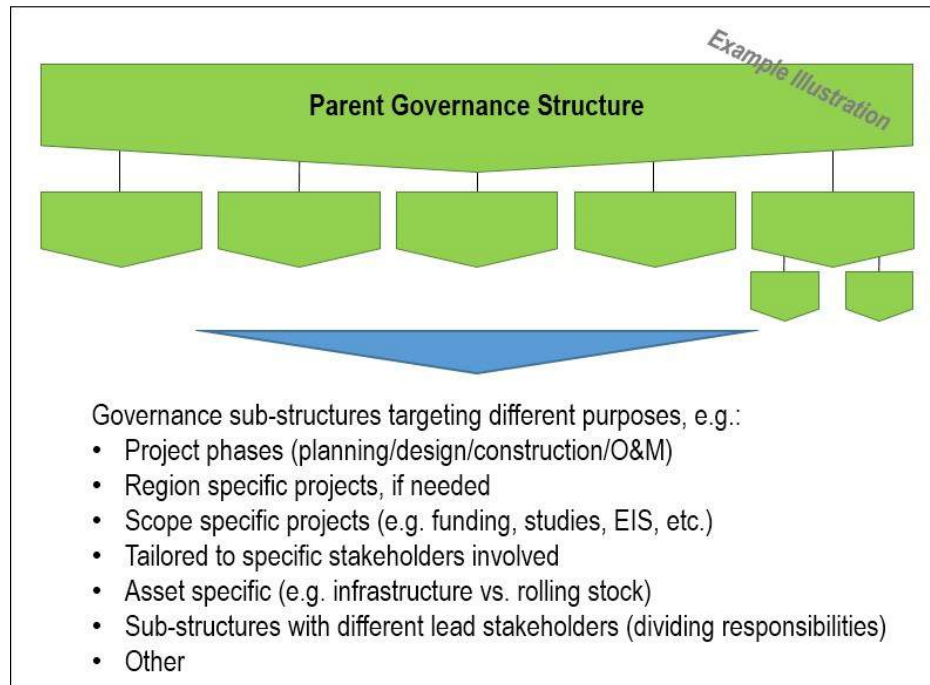 Example Illustration
Parent Governance Structure
Governance sub-structures targeting different purposes, e.g.:
• Project phases (planning/design/construction/O&M)
• Region specific projects, if needed
• Scope specific projects (e.g. funding, studies, EIS, etc.)
• Tailored to specific stakeholders involved
• Asset specific (e.g. infrastructure vs. rolling stock)
• Sub-structures with different lead stakeholders (dividing responsibilities)
• Other